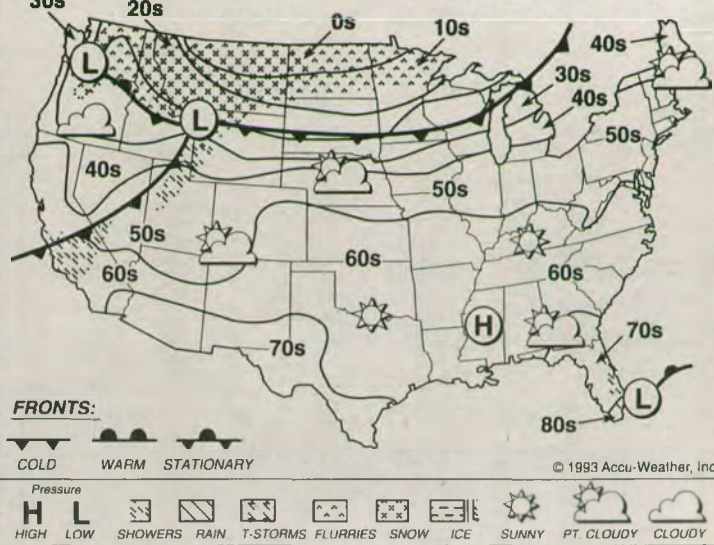 30s
20s
0s
10s
40s
L
30s
40s
L
50s
40s
50s
50s
60s
60s
60s
H
70s
70s
L
80s
FRONTS:
COLD WARM STATIONARY
© 1993 Accu-Weather, Inc
Pressure
H L
HIGH LOW SHOWERS RAIN T-STORMS FLURRIES SNOW ICE SUNNY PT. CLOUDY CLOUDY